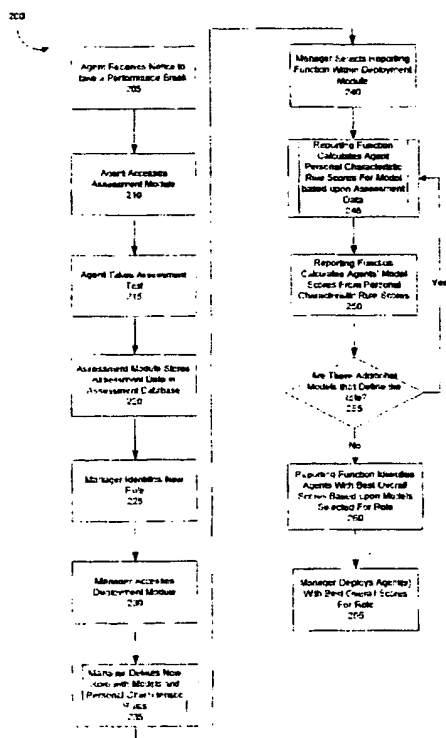 200
Agent Receives Notice to
Take a Performance Break
205
Agent Accesses
Assessment Module
210
Agent Takes Assessment
Test
215
Assessment Module Stores
Assessment Data in
Assessment Database
220
Manager Identifies New
Role
225
Manager Accesses
Deployment Module
230
Manager Defines New
Role with Models and
Personal Characteristic
Rules
235
Manager Selects Reporting
Function Within Deployment
Module
240
Reporting Function
Calculates Agent
Personal Characteristic
Rule Scores For Model
based upon Assessment
Data
245
Reporting Function
Calculates Agents' Model
Scores From Personal
Characteristic Rule Scores
250
Yes
Are There Additional
Models that Define the
Role?
255
No
Reporting Function Identifies
Agents With Best Overall
Scores Based upon Models
Selected For Role
260
Manager Deploys Agent(s)
With Best Overall Scores
For Role
265